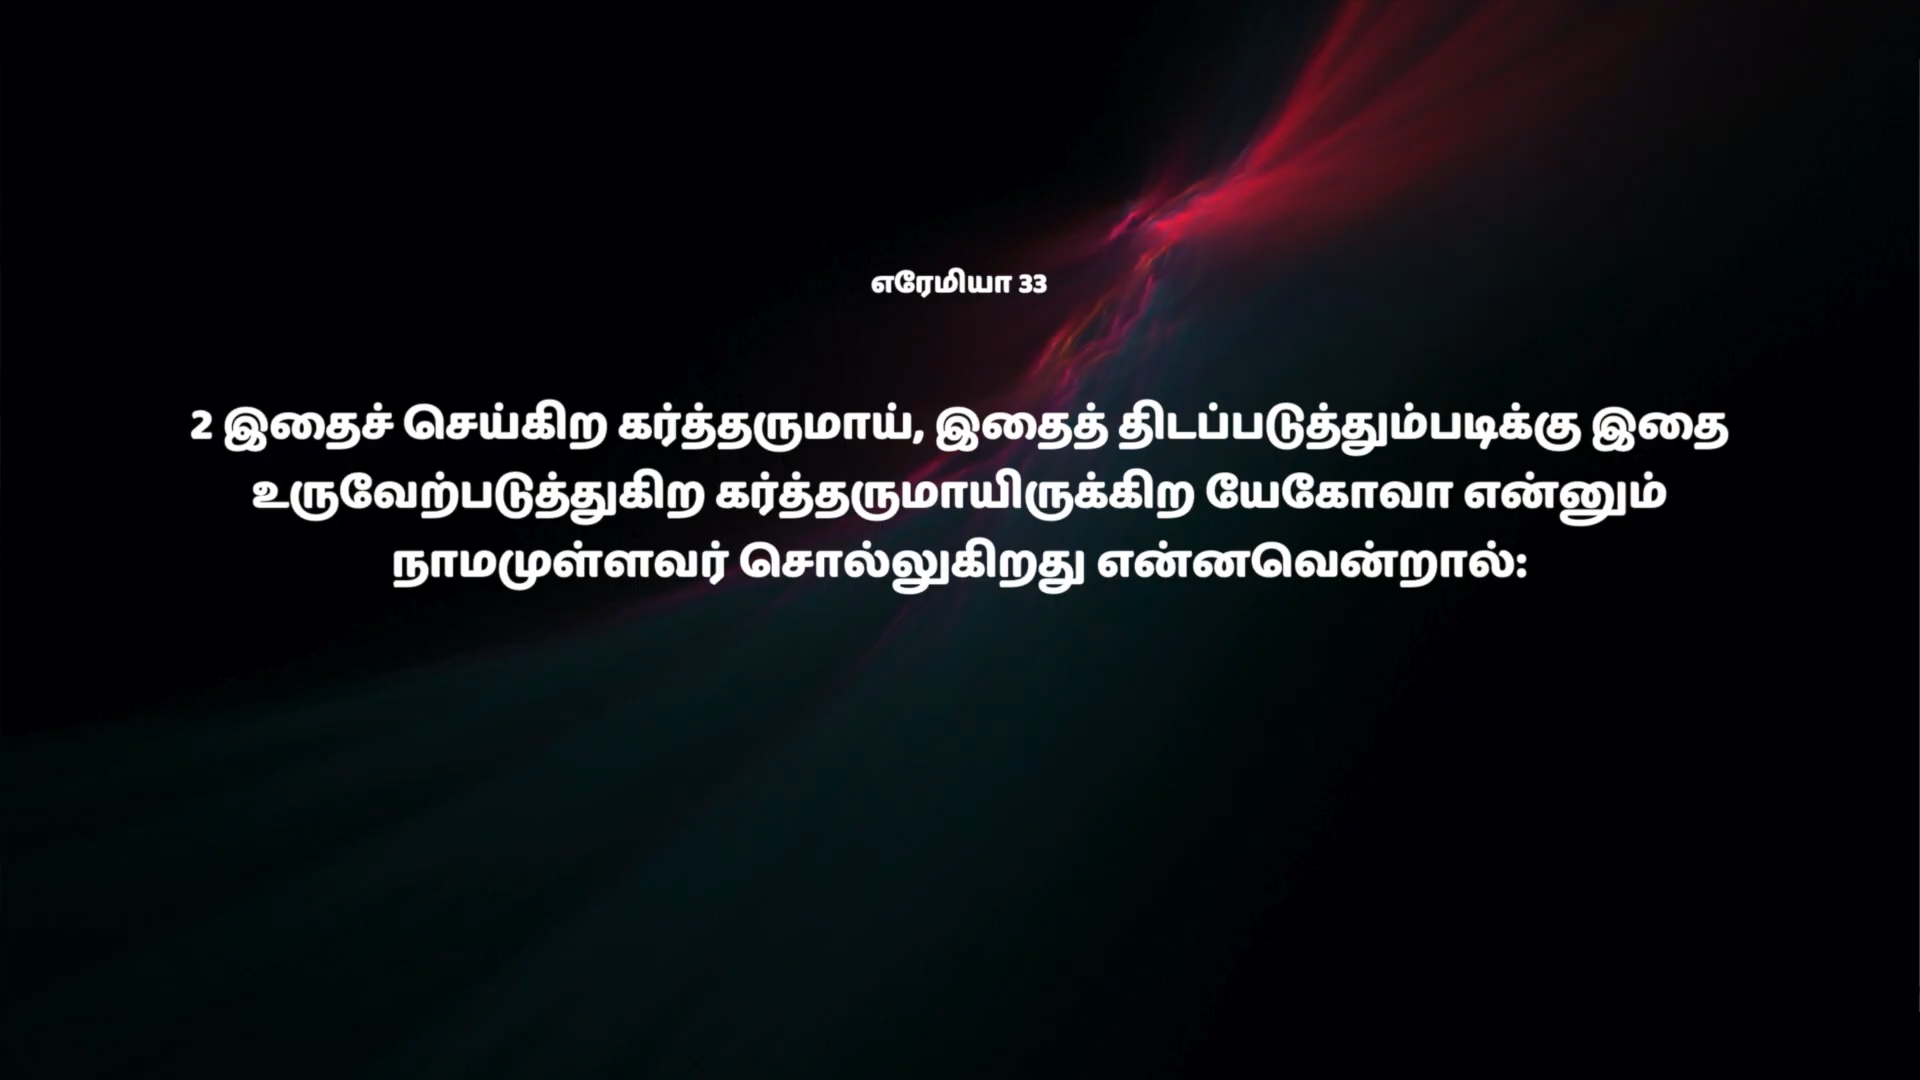 எரேமியா 33
2 இதைச் செய்கிற கர்த்தருமாய், இதைத் திடப்படுத்தும்படிக்கு இதை
உருவேற்படுத்துகிற கர்த்தருமாயிருக்கிற யேகோவா என்னும்
நாமமுள்ளவர் சொல்லுகிறது என்னவென்றால்: